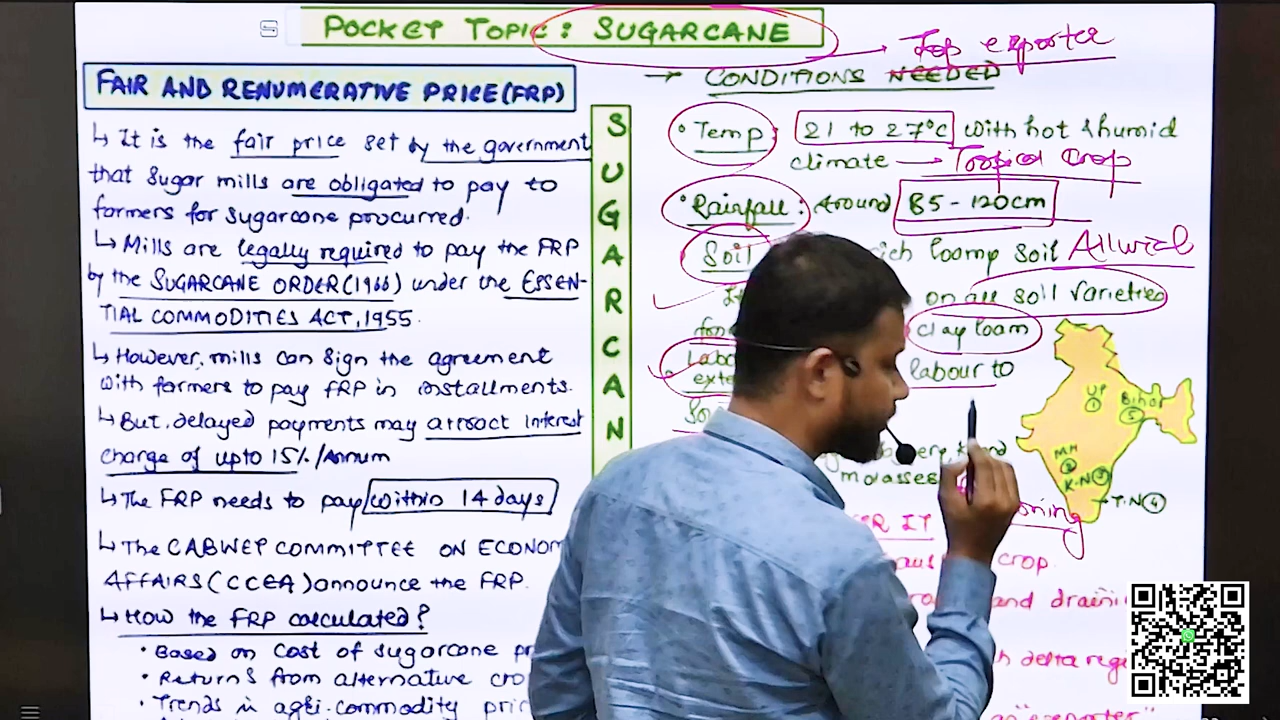 POCKET TOPIC: SUGARCANE
Top exporter
FAIR AND RENUMERATIVE PRICE (FRP)
↳ It is the fair price set by the government
that sugar mills are obligated to pay to
farmers for sugarcane procurred.
↳ Mills are legally required to pay the FRP
by the SUGARCANE ORDER (1966) under the ESSEN-
TIAL COMMODITIES ACT, 1955.
↳ However, mills can sign the agreement
with farmers to pay FRP in installments.
↳ But, delayed payments may attract interest
charge of upto 15%/Annum
↳ The FRP needs to pay within 14 days
↳ The CABINET COMMITTEE ON ECONOM
AFFAIRS (CCEA) announce the FRP.
↳ How the FRP calculated?
• Based on cost of sugarcane pr
• Returns from alternative cro
• Trends in agri. commodity pri
S
U
G
A
R
C
A
N
→ CONDITIONS NEEDED
• Temp: 21 to 27°C with hot & humid
climate — Tropical Crop
• Rainfall: Around 85 - 120cm
Soil rich loamy soil Alluvial
on all soil varieties
clay loam
labour to
molasses
IT
crop.
and draini
delta regi
"exporter"
UP ①
Bihar ⑤
MH
K.N
→ T.N ④